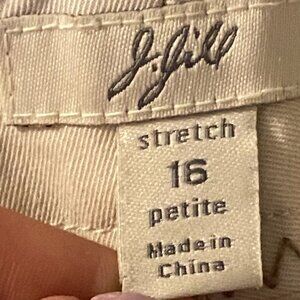 J.Jill
stretch
16
petite
Made in
China